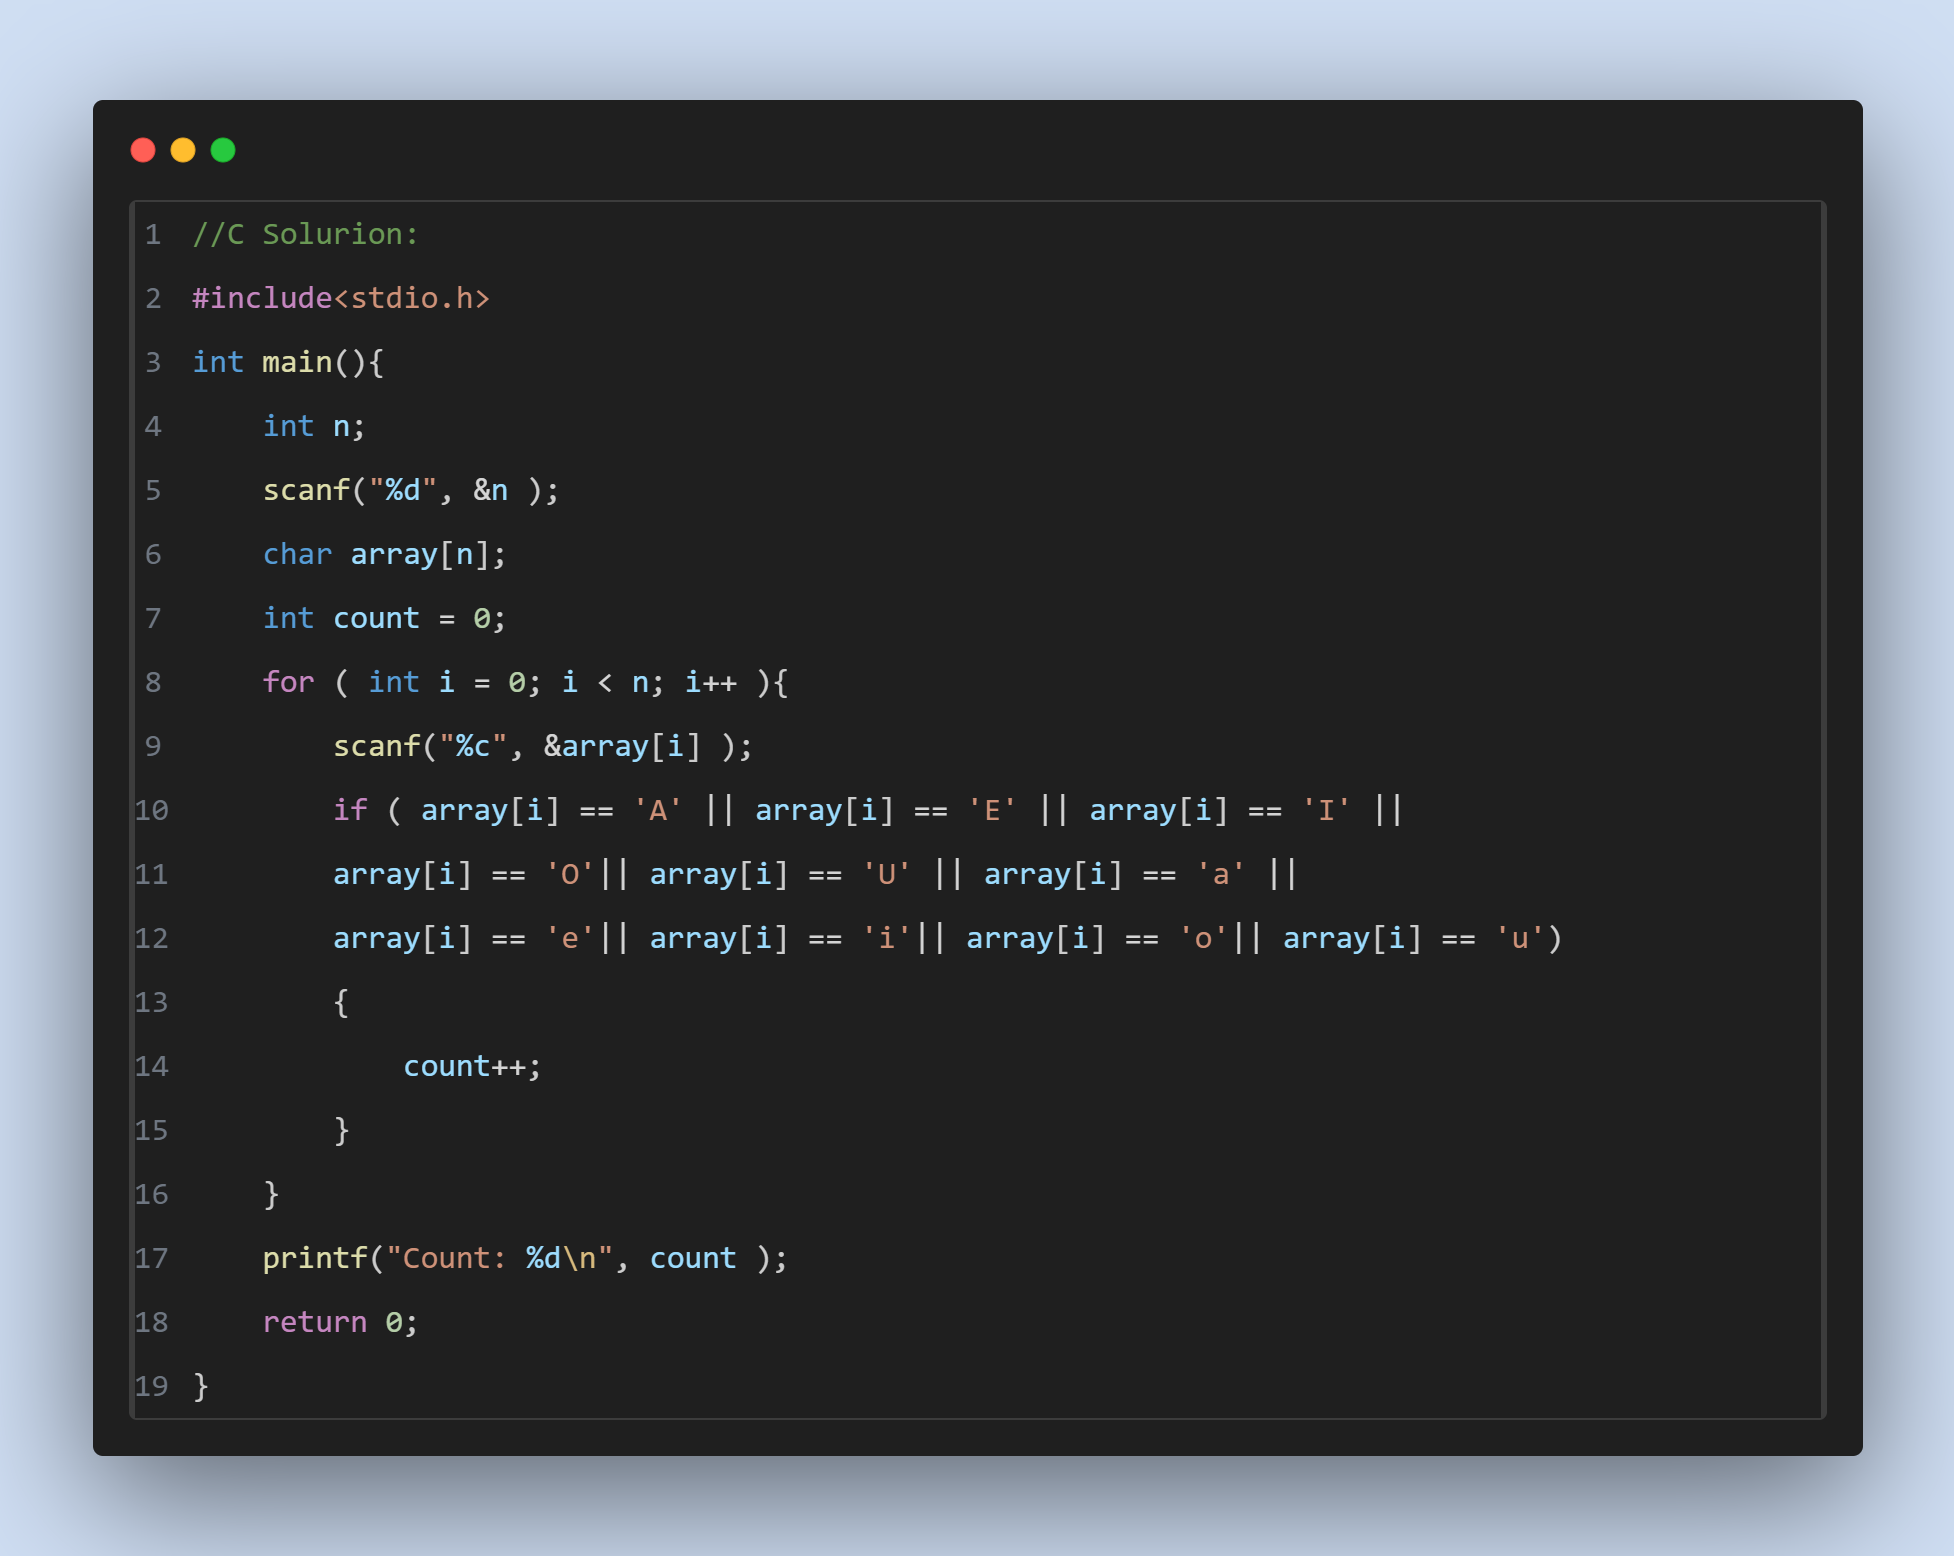 1 //C Solurion:
2 #include<stdio.h>
3 int main(){
4     int n;
5     scanf("%d", &n );
6     char array[n];
7     int count = 0;
8     for ( int i = 0; i < n; i++ ){
9         scanf("%c", &array[i] );
10         if ( array[i] == 'A' || array[i] == 'E' || array[i] == 'I' ||
11         array[i] == 'O'|| array[i] == 'U' || array[i] == 'a' ||
12         array[i] == 'e'|| array[i] == 'i'|| array[i] == 'o'|| array[i] == 'u')
13         {
14             count++;
15         }
16     }
17     printf("Count: %d\n", count );
18     return 0;
19 }